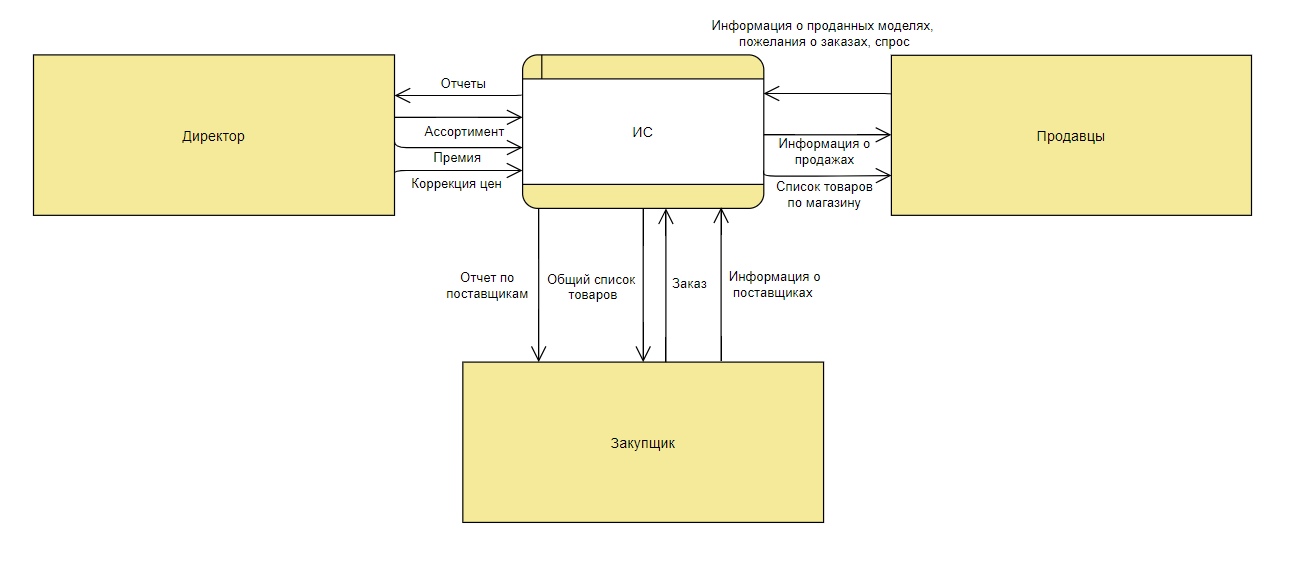 Информация о проданных моделях,
пожелания о заказах, спрос
Директор
Отчеты
Ассортимент
Премия
Коррекция цен
ИС
Информация о
продажах
Список товаров
по магазину
Продавцы
Отчет по
поставщикам
Общий список
товаров
Заказ
Информация о
поставщиках
Закупщик